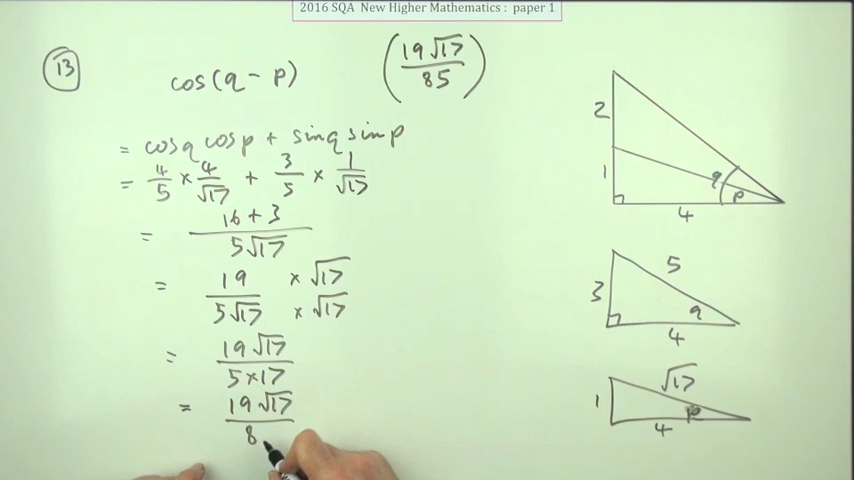 2016 SQA New Higher Mathematics : paper 1
13
cos(q - p)
(19√17/85)
= cosq cosp + sinq sinp
= 4/5 × 4/√17 + 3/5 × 1/√17
= 16 + 3/5√17
= 19/5√17 × √17/× √17
= 19√17/5×17
= 19√17/8
2
1
q
p
4
5
3
q
4
√17
1
p
4